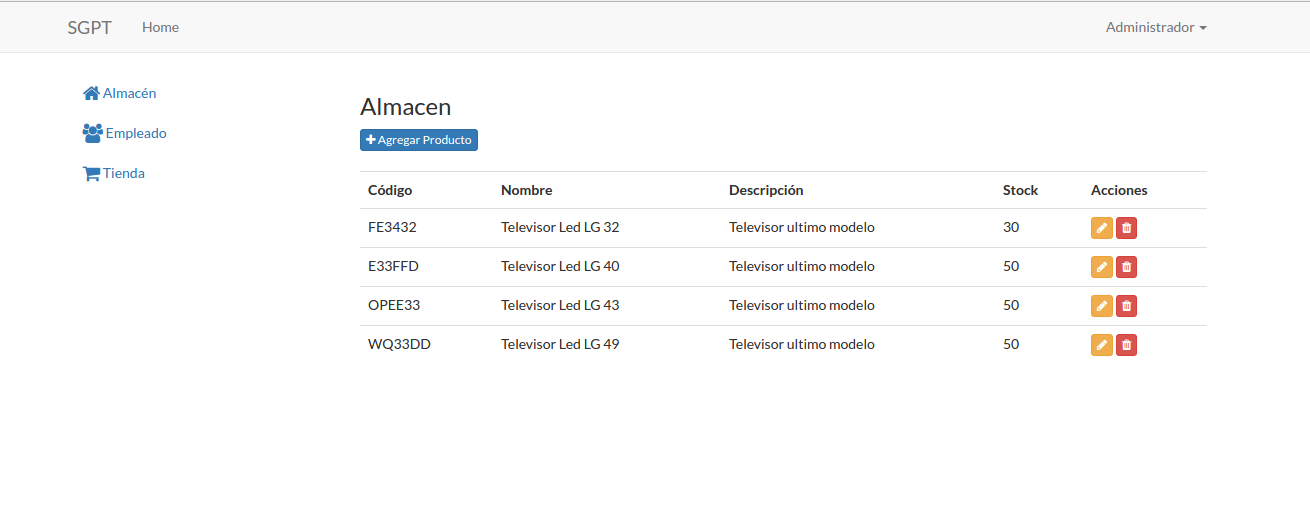 SGPT Home Administrador
Almacén
Empleado
Tienda
Almacen
Agregar Producto
Código Nombre Descripción Stock Acciones
FE3432 Televisor Led LG 32 Televisor ultimo modelo 30
E33FFD Televisor Led LG 40 Televisor ultimo modelo 50
OPEE33 Televisor Led LG 43 Televisor ultimo modelo 50
WQ33DD Televisor Led LG 49 Televisor ultimo modelo 50